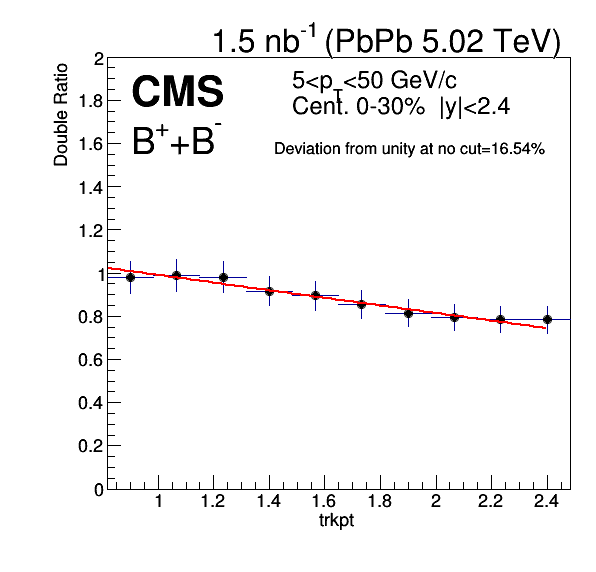 1.5 nb-1 (PbPb 5.02 TeV)
CMS
5<pT<50 GeV/c
Cent. 0-30% |y|<2.4
B++B-
Deviation from unity at no cut=16.54%
Double Ratio
2
1.8
1.6
1.4
1.2
1
0.8
0.6
0.4
0.2
0
1 1.2 1.4 1.6 1.8 2 2.2 2.4
trkpt